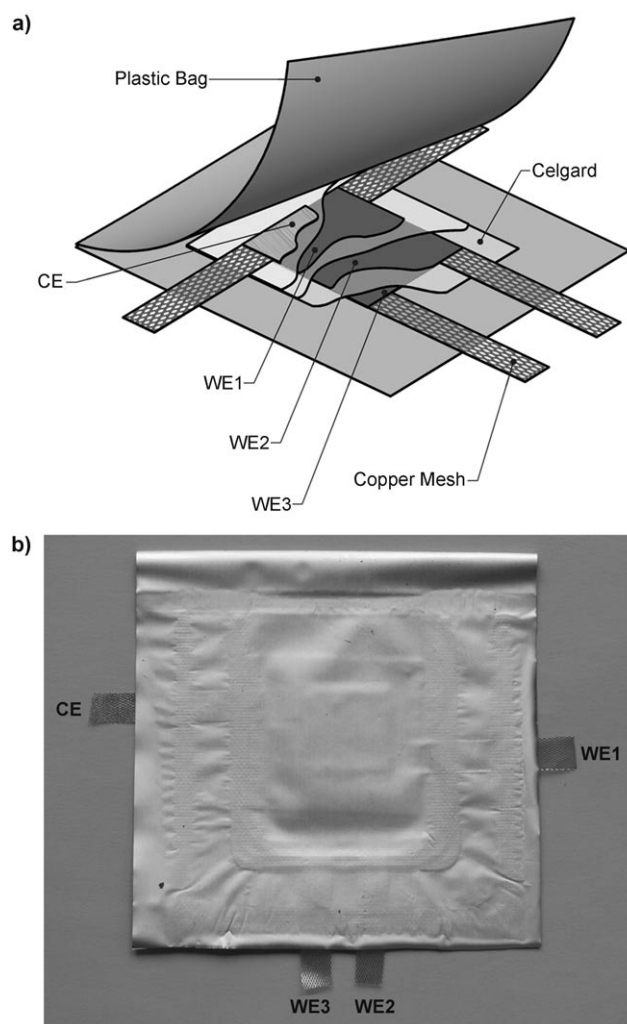 a)
Plastic Bag
Celgard
CE
WE1
WE2
Copper Mesh
WE3
b)
CE
WE1
WE3
WE2